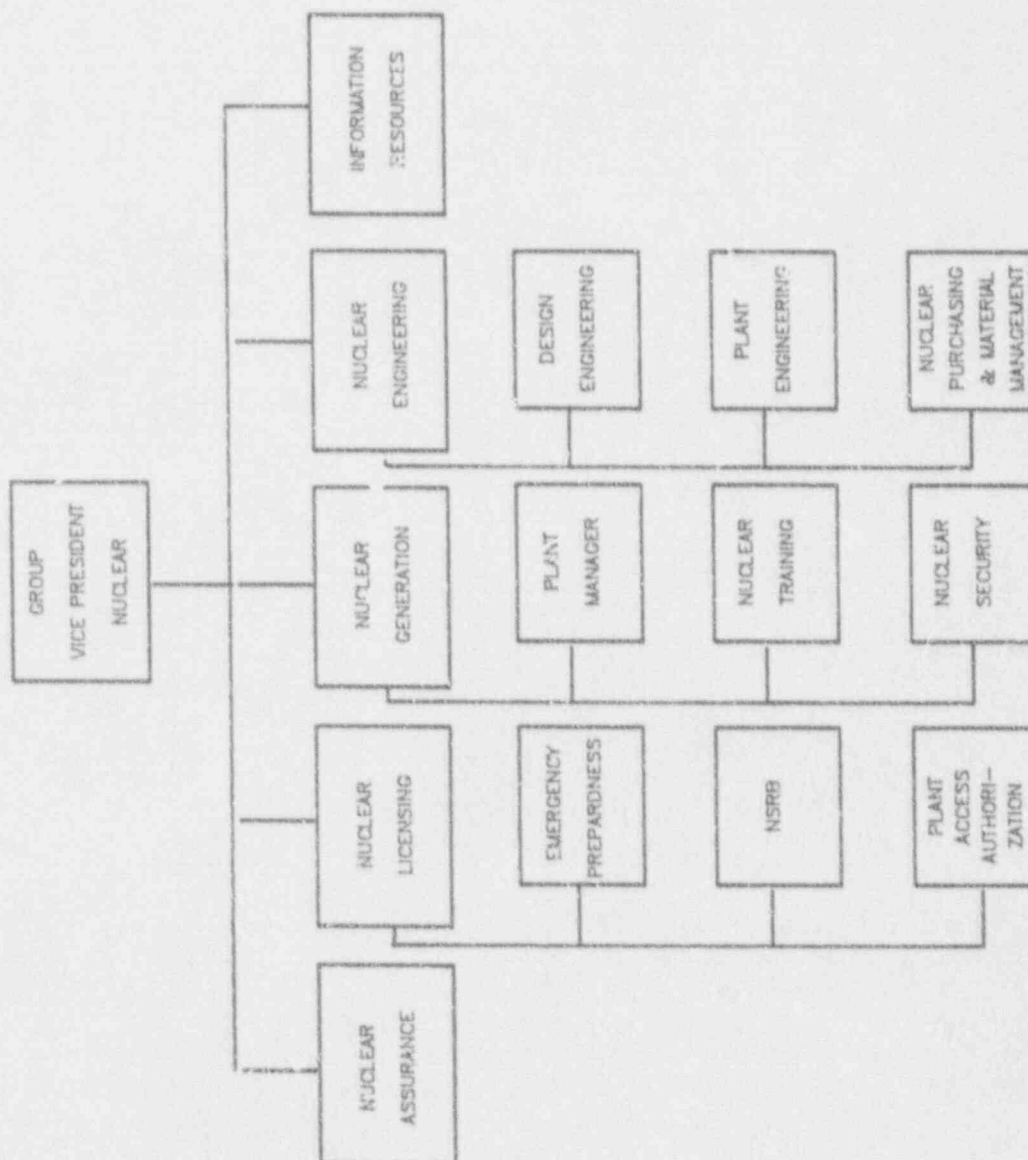 GROUP
VICE PRESIDENT
NUCLEAR
NUCLEAR
ASSURANCE
NUCLEAR
LICENSING
NUCLEAR
GENERATION
NUCLEAR
ENGINEERING
INFORMATION
RESOURCES
EMERGENCY
PREPARDNESS
PLANT
MANAGER
DESIGN
ENGINEERING
NSRB
NUCLEAR
TRAINING
PLANT
ENGINEERING
PLANT
ACCESS
AUTHORI-
ZATION
NUCLEAR
SECURITY
NUCLEAR
PURCHASING
& MATERIAL
MANAGEMENT